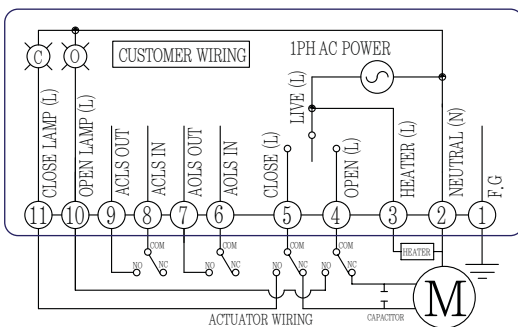 CUSTOMER WIRING
1PH AC POWER
C
O
CLOSE LAMP (L)
OPEN LAMP (L)
ACLS OUT
ACLS IN
AOLS OUT
AOLS IN
CLOSE (L)
LIVE (L)
OPEN (L)
HEATER (L)
NEUTRAL (N)
F.G
11 10 9 8 7 6 5 4 3 2 1
COM COM COM COM
HEATER
NO NC NO NC NO NC NO NC
M
CAPACITOR
ACTUATOR WIRING